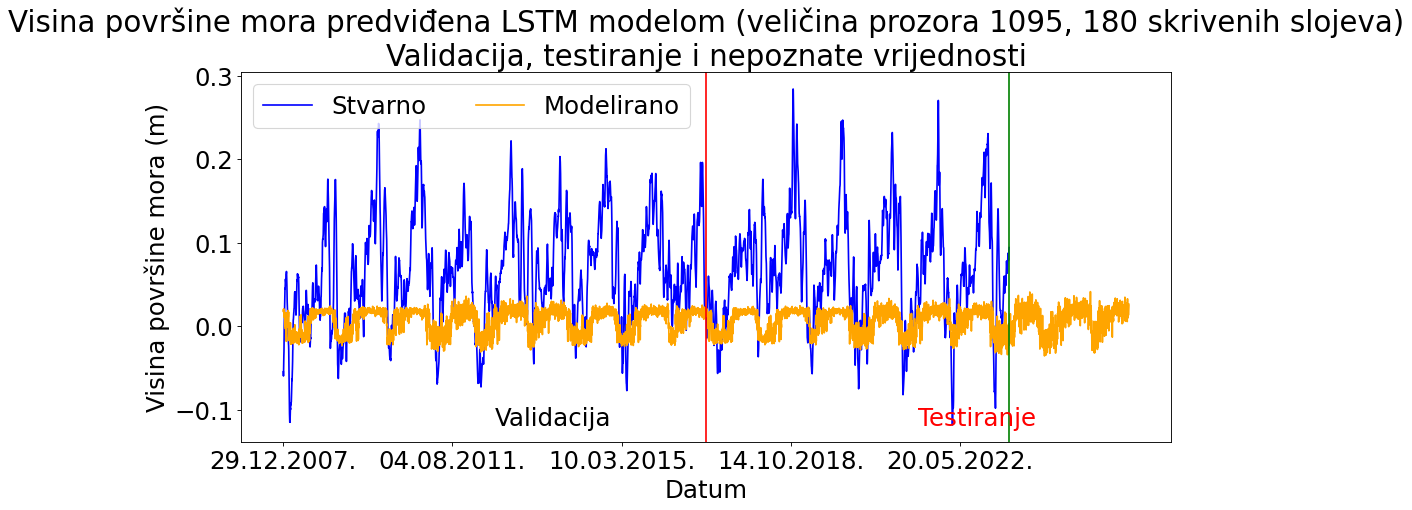 Visina površine mora predviđena LSTM modelom (veličina prozora 1095, 180 skrivenih slojeva)
Validacija, testiranje i nepoznate vrijednosti
Stvarno Modelirano
Visina površine mora (m)
0.3
0.2
0.1
0.0
−0.1
Validacija
Testiranje
29.12.2007. 04.08.2011. 10.03.2015. 14.10.2018. 20.05.2022.
Datum